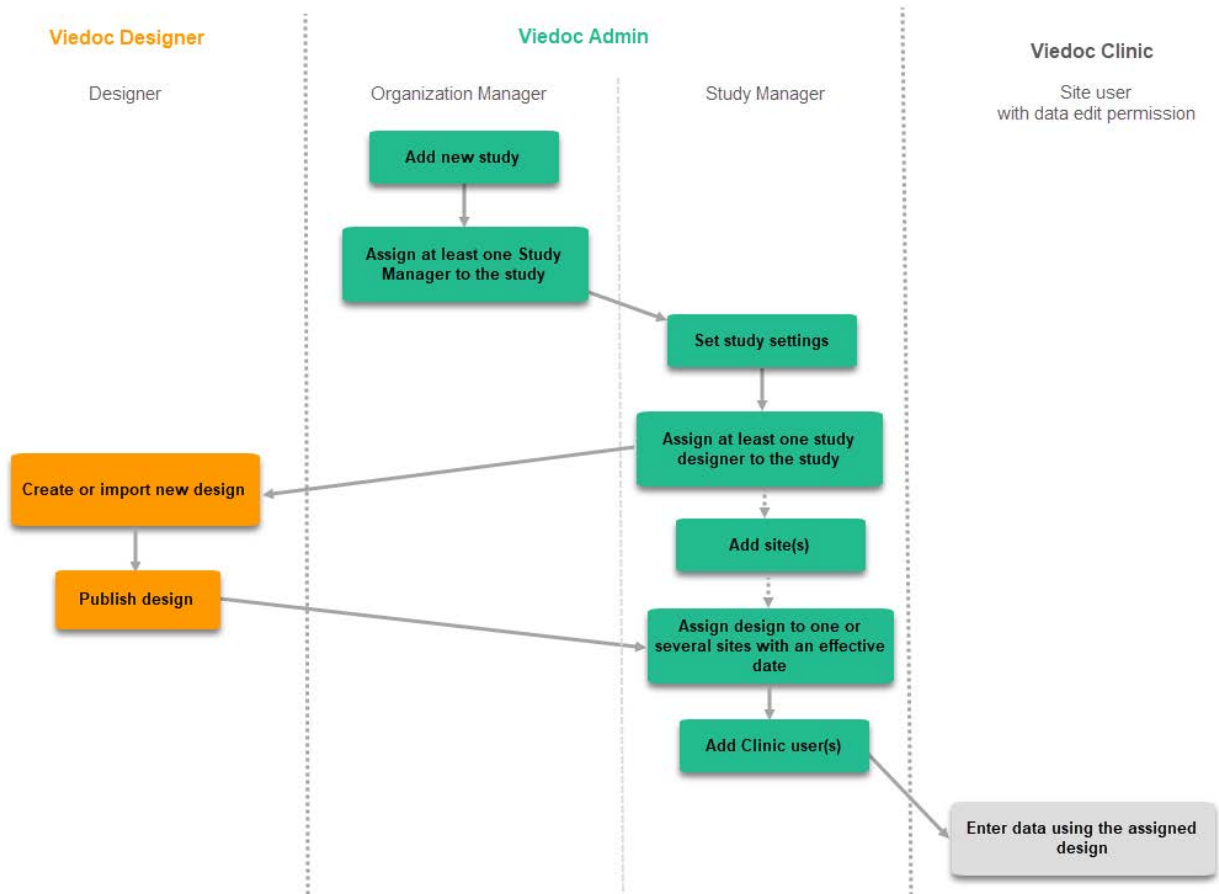 Viedoc Designer
Viedoc Admin
Viedoc Clinic
Designer
Organization Manager
Study Manager
Site user
with data edit permission
Add new study
Assign at least one Study
Manager to the study
Set study settings
Assign at least one study
designer to the study
Create or import new design
Add site(s)
Publish design
Assign design to one or
several sites with an effective
date
Add Clinic user(s)
Enter data using the assigned
design